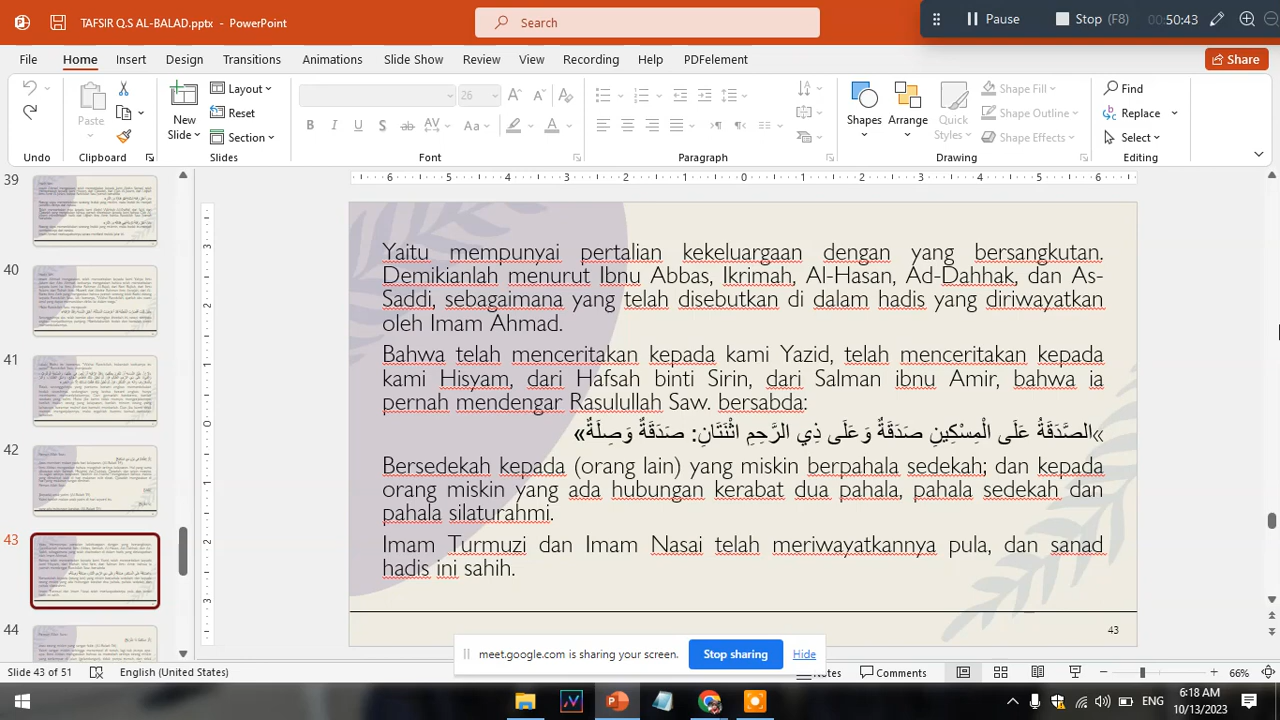 TAFSIR Q.S AL-BALAD.pptx - PowerPoint
Search
Pause
Stop (F8)
00:50:43
File Home Insert Design Transitions Animations Slide Show Review View Recording Help PDFelement
Share
Undo
Paste
Clipboard
New Slide
Layout
Reset
Section
Slides
26
Font
Paragraph
Shapes
Arrange
Quick Styles
Shape Fill
Shape Outline
Shape Effects
Drawing
Find
Replace
Select
Editing
39
40
41
42
43
44
Yaitu mempunyai pertalian kekeluargaan dengan yang bersangkutan.
Demikianlah menurut Ibnu Abbas, Ikrimah, Al-Hasan, Ad-Dahhak, dan As-
Saddi, sebagaimana yang telah disebutkan di dalam hadis yang diriwayatkan
oleh Imam Ahmad.
Bahwa telah menceritakan kepada kami Yazid, telah menceritakan kepada
kami Hisyam, dari Hafsah binti Sirin, dari Salman ibnu Amir, bahwa ia
pernah mendengar Rasulullah Saw. bersabda:
«الصَّدَقَةُ عَلَى الْمِسْكِينِ صَدَقَةٌ وَعَلَى ذِي الرَّحِمِ اثْنَتَانِ: صَدَقَةٌ وَصِلَةٌ»
Bersedekah kepada (orang lain) yang miskin berpahala sedekah; dan kepada
orang miskin yang ada hubungan kerabat dua pahala, pahala sedekah dan
pahala silaturahmi.
Imam Turmuzi dan Imam Nasai telah meriwayatkannya pula, dan sanad
hadis ini sahih.
43
meet.google.com is sharing your screen.
Stop sharing
Hide
Slide 43 of 51
English (United States)
Notes
Comments
66%
ENG
6:18 AM
10/13/2023